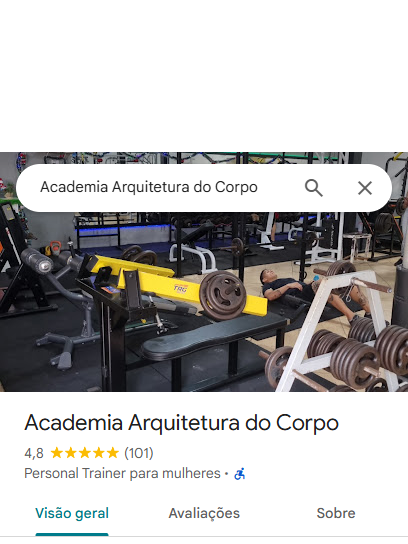 Academia Arquitetura do Corpo
TRG
Academia Arquitetura do Corpo
4,8 (101)
Personal Trainer para mulheres ·
Visão geral
Avaliações
Sobre